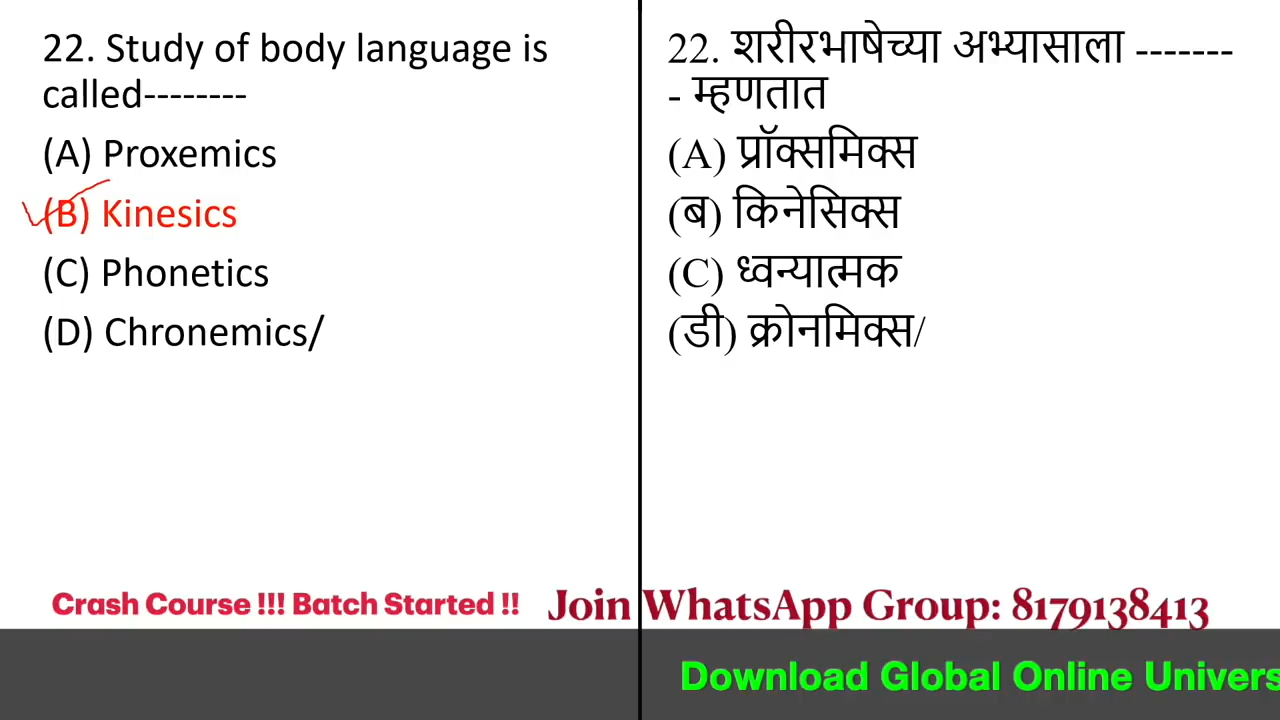 22. Study of body language is
called--------
(A) Proxemics
(B) Kinesics
(C) Phonetics
(D) Chronemics/
22. शरीरभाषेच्या अभ्यासाला -------
- म्हणतात
(A) प्रॉक्समिक्स
(ब) किनेसिक्स
(C) ध्वन्यात्मक
(डी) क्रोनमिक्स/
Crash Course !!! Batch Started !!
Join WhatsApp Group: 8179138413
Download Global Online Univers